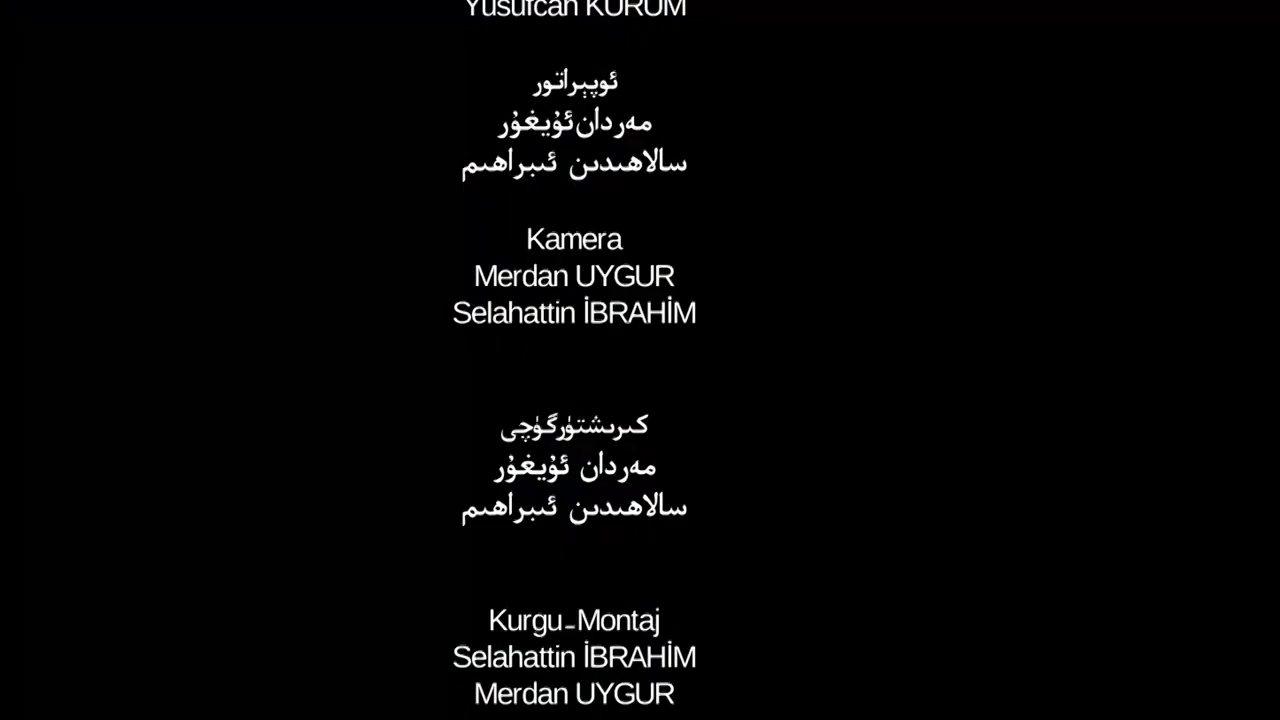 Yusufcan KURUM
ئوپېراتور
مەردان ئۇيغۇر
سالاھىدىن ئىبراھىم
Kamera
Merdan UYGUR
Selahattin İBRAHİM
كىرىشتۈرگۈچى
مەردان ئۇيغۇر
سالاھىدىن ئىبراھىم
Kurgu-Montaj
Selahattin İBRAHİM
Merdan UYGUR